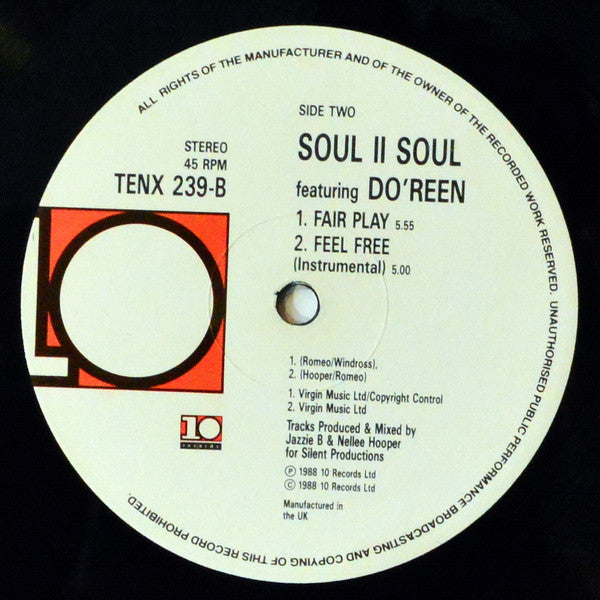 ALL RIGHTS OF THE MANUFACTURER AND OF THE OWNER OF THE RECORDED WORK RESERVED. UNAUTHORISED PUBLIC PERFORMANCE BROADCASTING AND COPYING OF THIS RECORD PROHIBITED.
SIDE TWO
STEREO
45 RPM
TENX 239-B
SOUL II SOUL
featuring DO'REEN
1. FAIR PLAY 5.55
2. FEEL FREE
(Instrumental) 5.00
10
1. (Romeo/Windross),
2. (Hooper/Romeo)
1. Virgin Music Ltd/Copyright Control
2. Virgin Music Ltd
Tracks Produced & Mixed by
Jazzie B & Nellee Hooper
for Silent Productions
℗ 1988 10 Records Ltd
© 1988 10 Records Ltd
Manufactured in
the UK
10
records